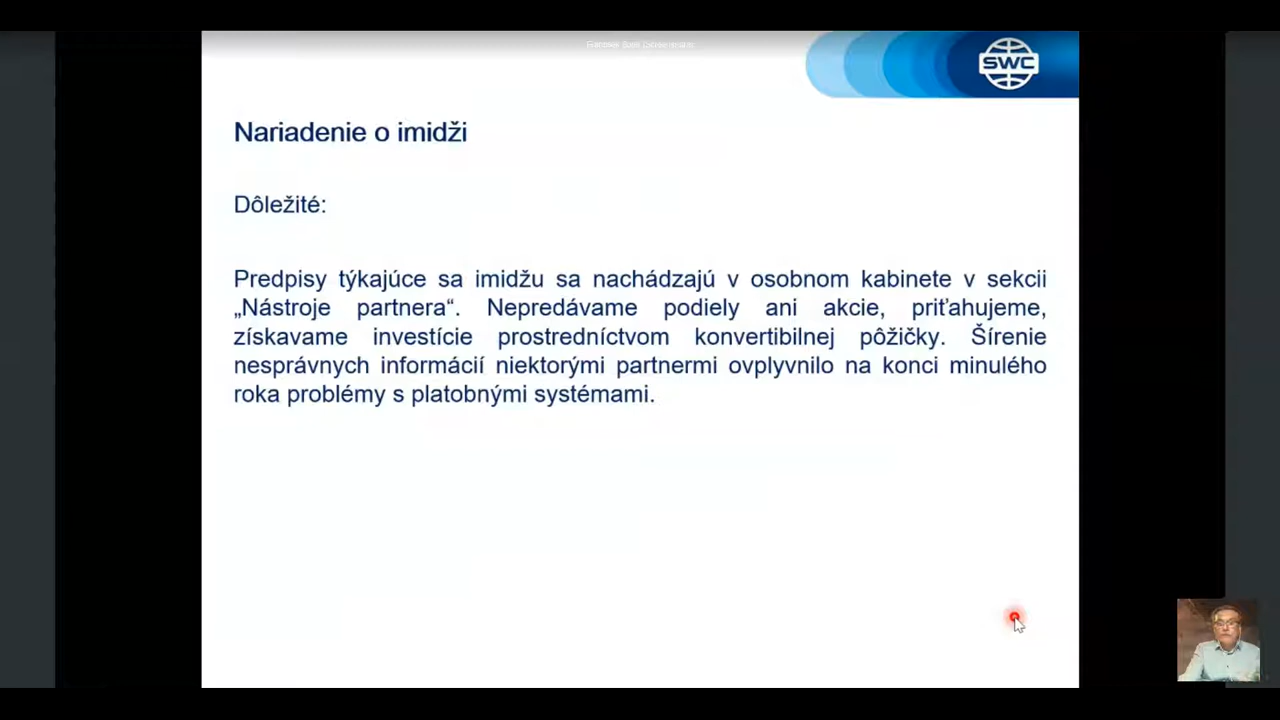 SWC
Nariadenie o imidži
Dôležité:
Predpisy týkajúce sa imidžu sa nachádzajú v osobnom kabinete v sekcii
„Nástroje partnera“. Nepredávame podiely ani akcie, priťahujeme,
získavame investície prostredníctvom konvertibilnej pôžičky. Šírenie
nesprávnych informácií niektorými partnermi ovplyvnilo na konci minulého
roka problémy s platobnými systémami.